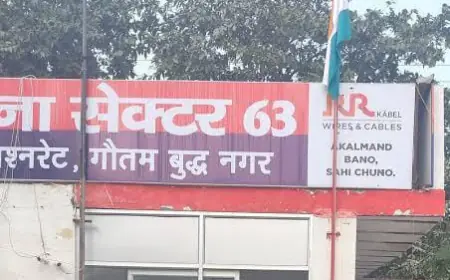 ना सेक्टर 63
श्नरेट, गौतम बुद्ध नगर
KR
KABEL
WIRES & CABLES
AKALMAND
BANO,
SAHI CHUNO.